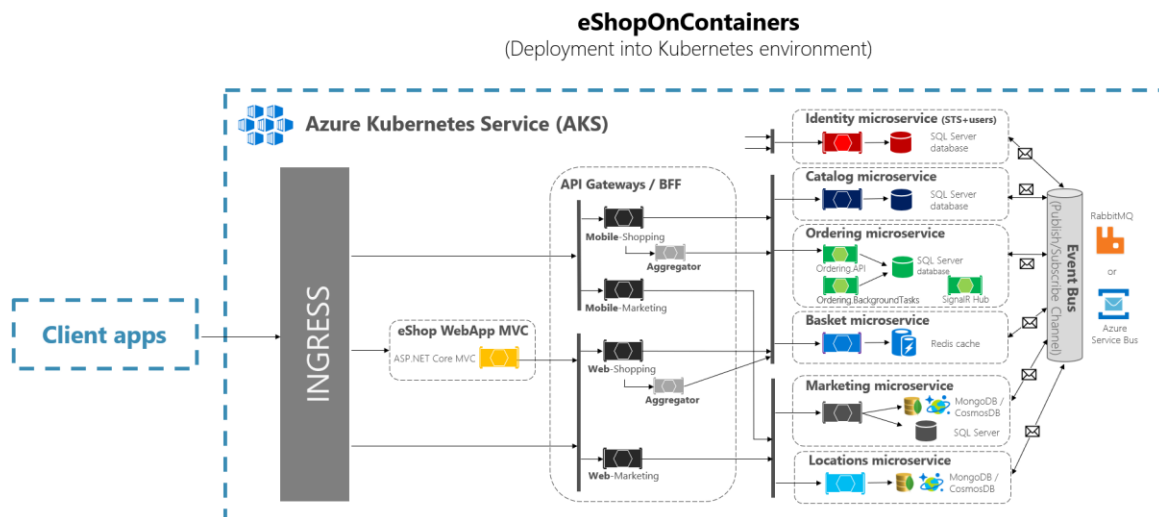 eShopOnContainers
(Deployment into Kubernetes environment)
Azure Kubernetes Service (AKS)
Client apps
INGRESS
eShop WebApp MVC
ASP.NET Core MVC
API Gateways / BFF
Mobile-Shopping
Aggregator
Mobile-Marketing
Web-Shopping
Aggregator
Web-Marketing
Identity microservice (STS+users)
SQL Server
database
Catalog microservice
SQL Server
database
Ordering microservice
Ordering.API
SQL Server
database
Ordering.BackgroundTasks
SignalR Hub
Basket microservice
Redis cache
Marketing microservice
MongoDB /
CosmosDB
SQL Server
Locations microservice
MongoDB /
CosmosDB
Event Bus
(Publish/Subscribe Channel)
RabbitMQ
or
Azure
Service Bus